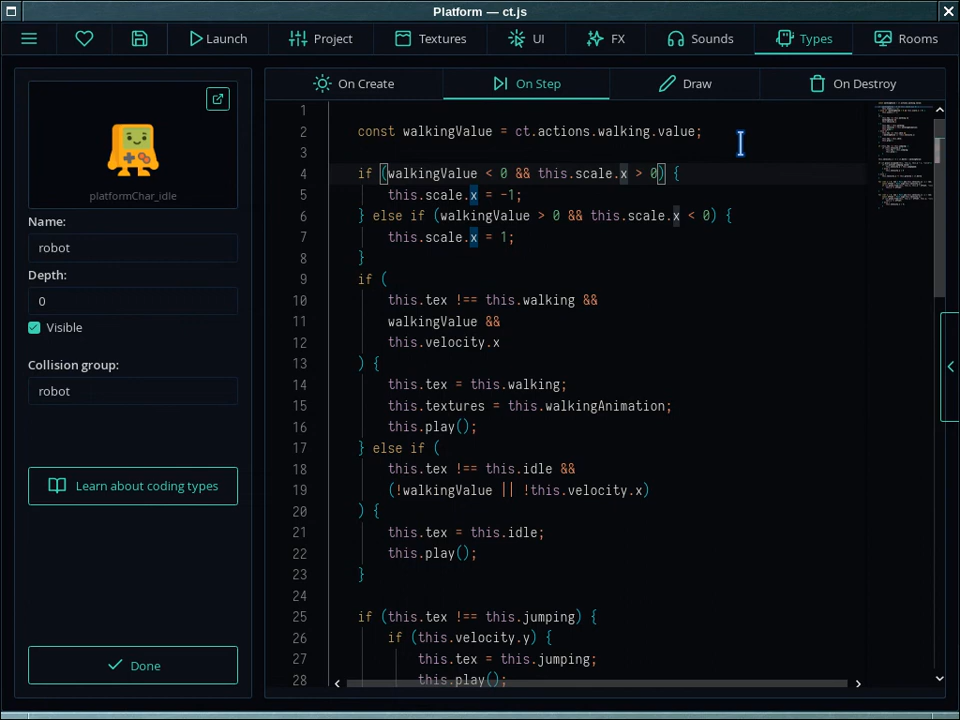 Platform — ct.js
Launch
Project
Textures
UI
FX
Sounds
Types
Rooms
platformChar_idle
Name:
robot
Depth:
0
Visible
Collision group:
robot
Learn about coding types
Done
On Create
On Step
Draw
On Destroy
1
2 const walkingValue = ct.actions.walking.value;
3
4 if (walkingValue < 0 && this.scale.x > 0) {
5 this.scale.x = -1;
6 } else if (walkingValue > 0 && this.scale.x < 0) {
7 this.scale.x = 1;
8 }
9 if (
10 this.tex !== this.walking &&
11 walkingValue &&
12 this.velocity.x
13 ) {
14 this.tex = this.walking;
15 this.textures = this.walkingAnimation;
16 this.play();
17 } else if (
18 this.tex !== this.idle &&
19 (!walkingValue || !this.velocity.x)
20 ) {
21 this.tex = this.idle;
22 this.play();
23 }
24
25 if (this.tex !== this.jumping) {
26 if (this.velocity.y) {
27 this.tex = this.jumping;
28 this.play();